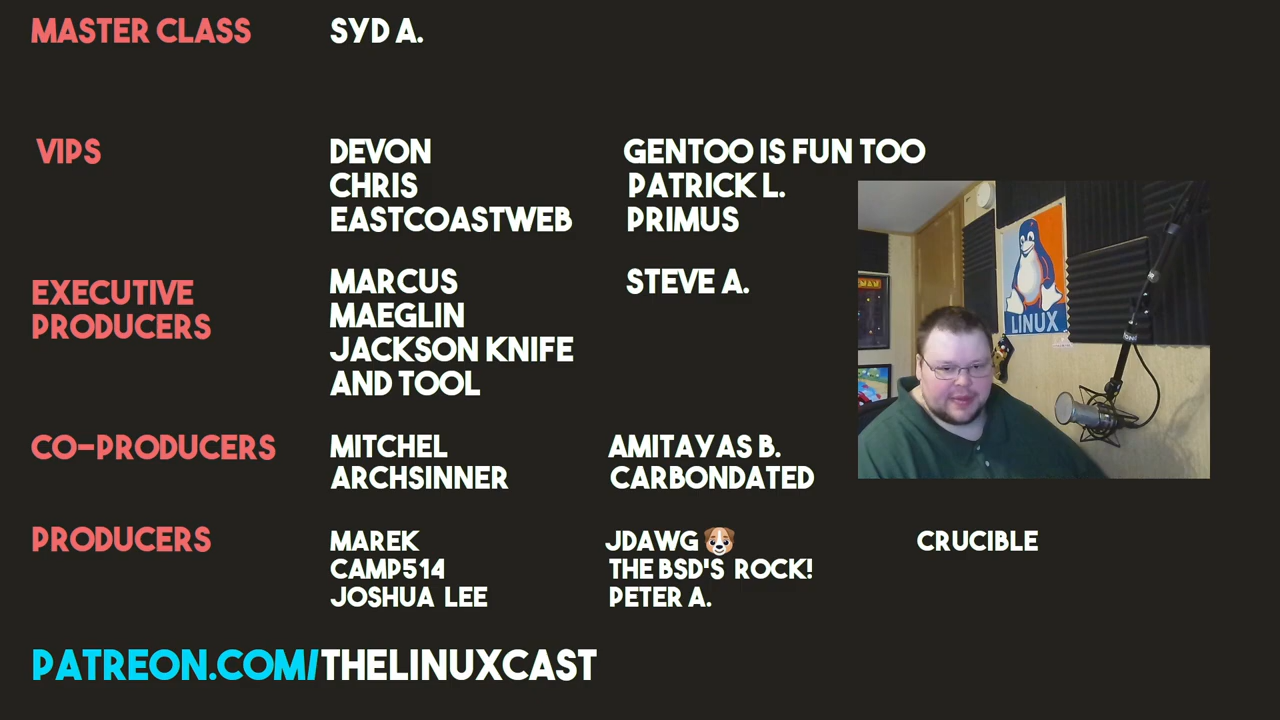 MASTER CLASS SYD A.
VIPS DEVON GENTOO IS FUN TOO
CHRIS PATRICK L.
EASTCOASTWEB PRIMUS
EXECUTIVE PRODUCERS
MARCUS STEVE A.
MAEGLIN
JACKSON KNIFE
AND TOOL
CO-PRODUCERS MITCHEL AMITAYAS B.
ARCHSINNER CARBONDATED
PRODUCERS MAREK JDAWG🐶 CRUCIBLE
CAMP514 THE BSD'S ROCK!
JOSHUA LEE PETER A.
PATREON.COM/THELINUXCAST
LINUX